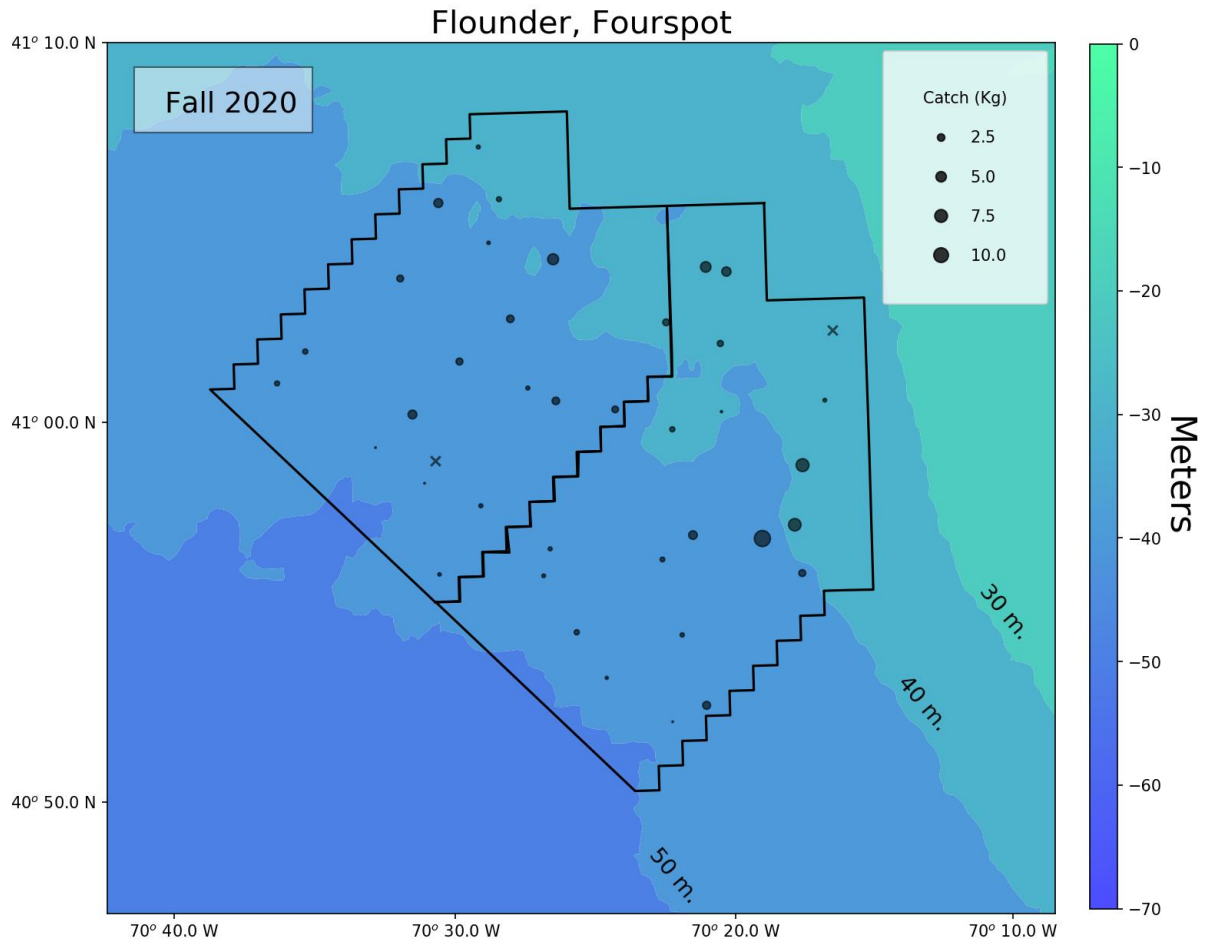 Flounder, Fourspot
41° 10.0 N
Fall 2020
Catch (Kg)
2.5
5.0
7.5
10.0
41° 00.0 N
40° 50.0 N
30 m.
40 m.
50 m.
70° 40.0 W
70° 30.0 W
70° 20.0 W
70° 10.0 W
0
−10
−20
−30
−40
−50
−60
−70
Meters